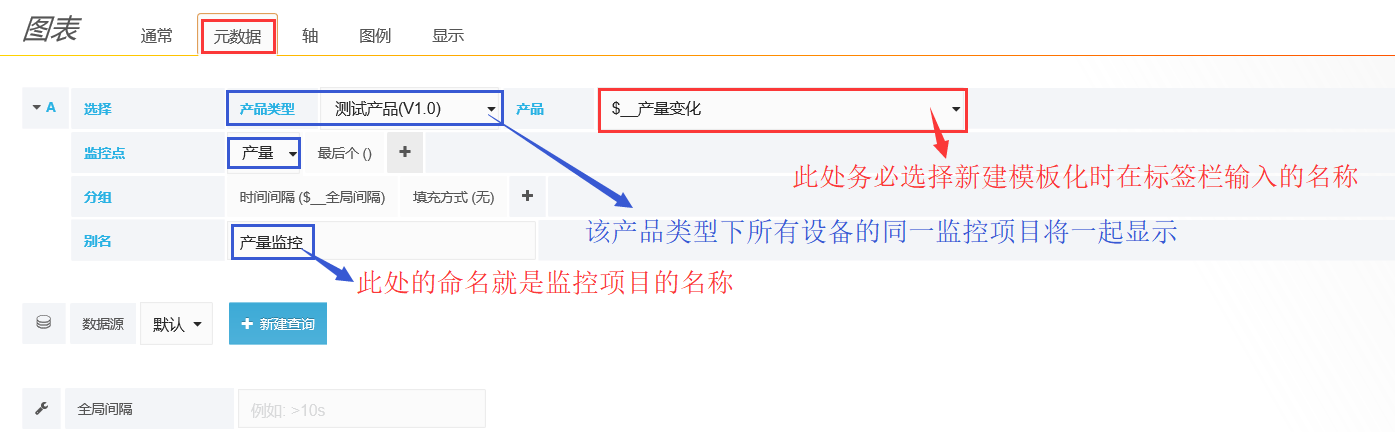 图表 通常 元数据 轴 图例 显示
A 选择 产品类型 测试产品(V1.0) 产品 $__产量变化
监控点 产量 最后个 () +
此处务必选择新建模板化时在标签栏输入的名称
分组 时间间隔 ($__全局间隔) 填充方式 (无) +
该产品类型下所有设备的同一监控项目将一起显示
别名 产量监控
此处的命名就是监控项目的名称
数据源 默认 + 新建查询
全局间隔 例如: >10s